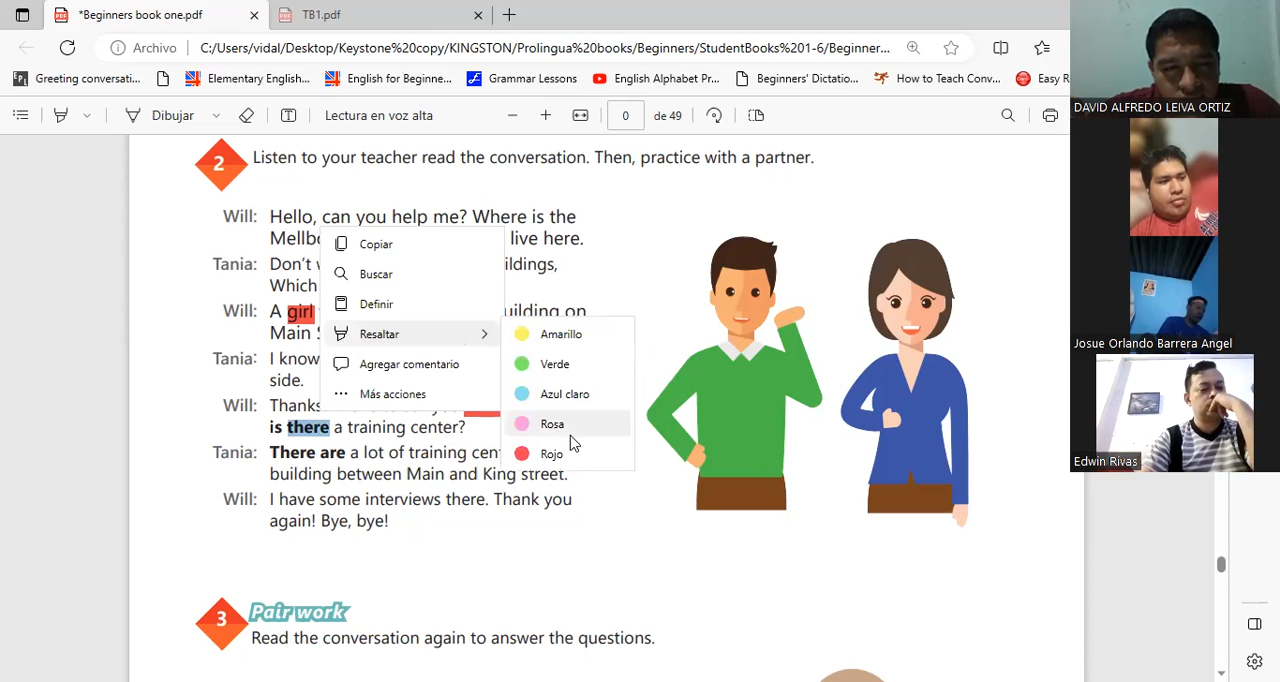 *Beginners book one.pdf
TB1.pdf
Archivo
C:/Users/vidal/Desktop/Keystone%20copy/KINGSTON/Prolingua%20books/Beginners/StudentBooks%201-6/Beginner...
Greeting conversati...
Elementary English...
English for Beginne...
Grammar Lessons
English Alphabet Pr...
Beginners' Dictatio...
How to Teach Conv...
Easy R
Dibujar
Lectura en voz alta
0 de 49
2 Listen to your teacher read the conversation. Then, practice with a partner.
Will: Hello, can you help me? Where is the
Mellbo live here.
Tania: Don't ildings,
Which
Will: A girl uilding on
Main S
Tania: I know
side.
Will: Thanks
is there a training center?
Tania: There are a lot of training cent
building between Main and King street.
Will: I have some interviews there. Thank you
again! Bye, bye!
Copiar
Buscar
Definir
Resaltar
Agregar comentario
Más acciones
Amarillo
Verde
Azul claro
Rosa
Rojo
3 Pair work
Read the conversation again to answer the questions.
DAVID ALFREDO LEIVA ORTIZ
Josue Orlando Barrera Angel
Edwin Rivas